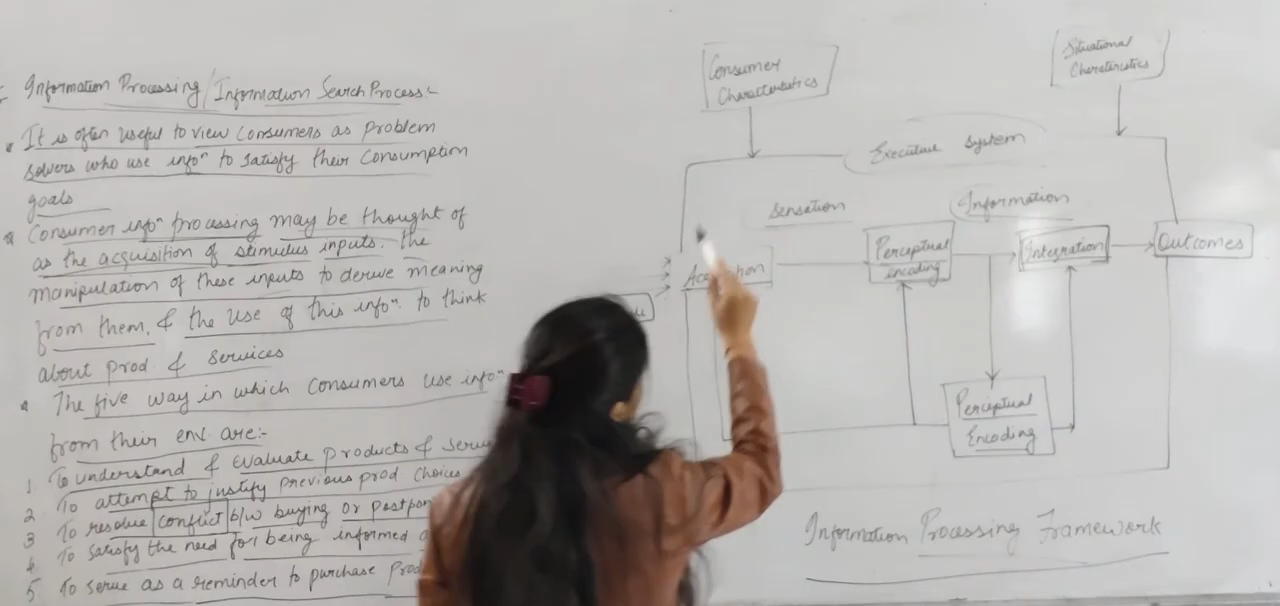 Information Processing/Information Search Process:-
It is often useful to view Consumers as problem
solvers who use infoⁿ to satisfy their Consumption
goals
Consumer infoⁿ processing may be thought of
as the acquisition of stimulus inputs. the
manipulation of these inputs to derive meaning
from them, & the use of this infoⁿ. to think
about prod & services
The five way in which Consumers use infoⁿ
from their env. are:-
1 To understand & evaluate products &
2 To attempt to justify previous prod choices
3 To resolve conflict b/w buying or
4 To satisfy the need for being informed
5 To serve as a reminder to purchase
Consumer
Characteristics
Situational
Charteristics
Executive system
Sensation
Information
Perceptual
encoding
Integration
Outcomes
Perceptual
Encoding
Information Processing Framework